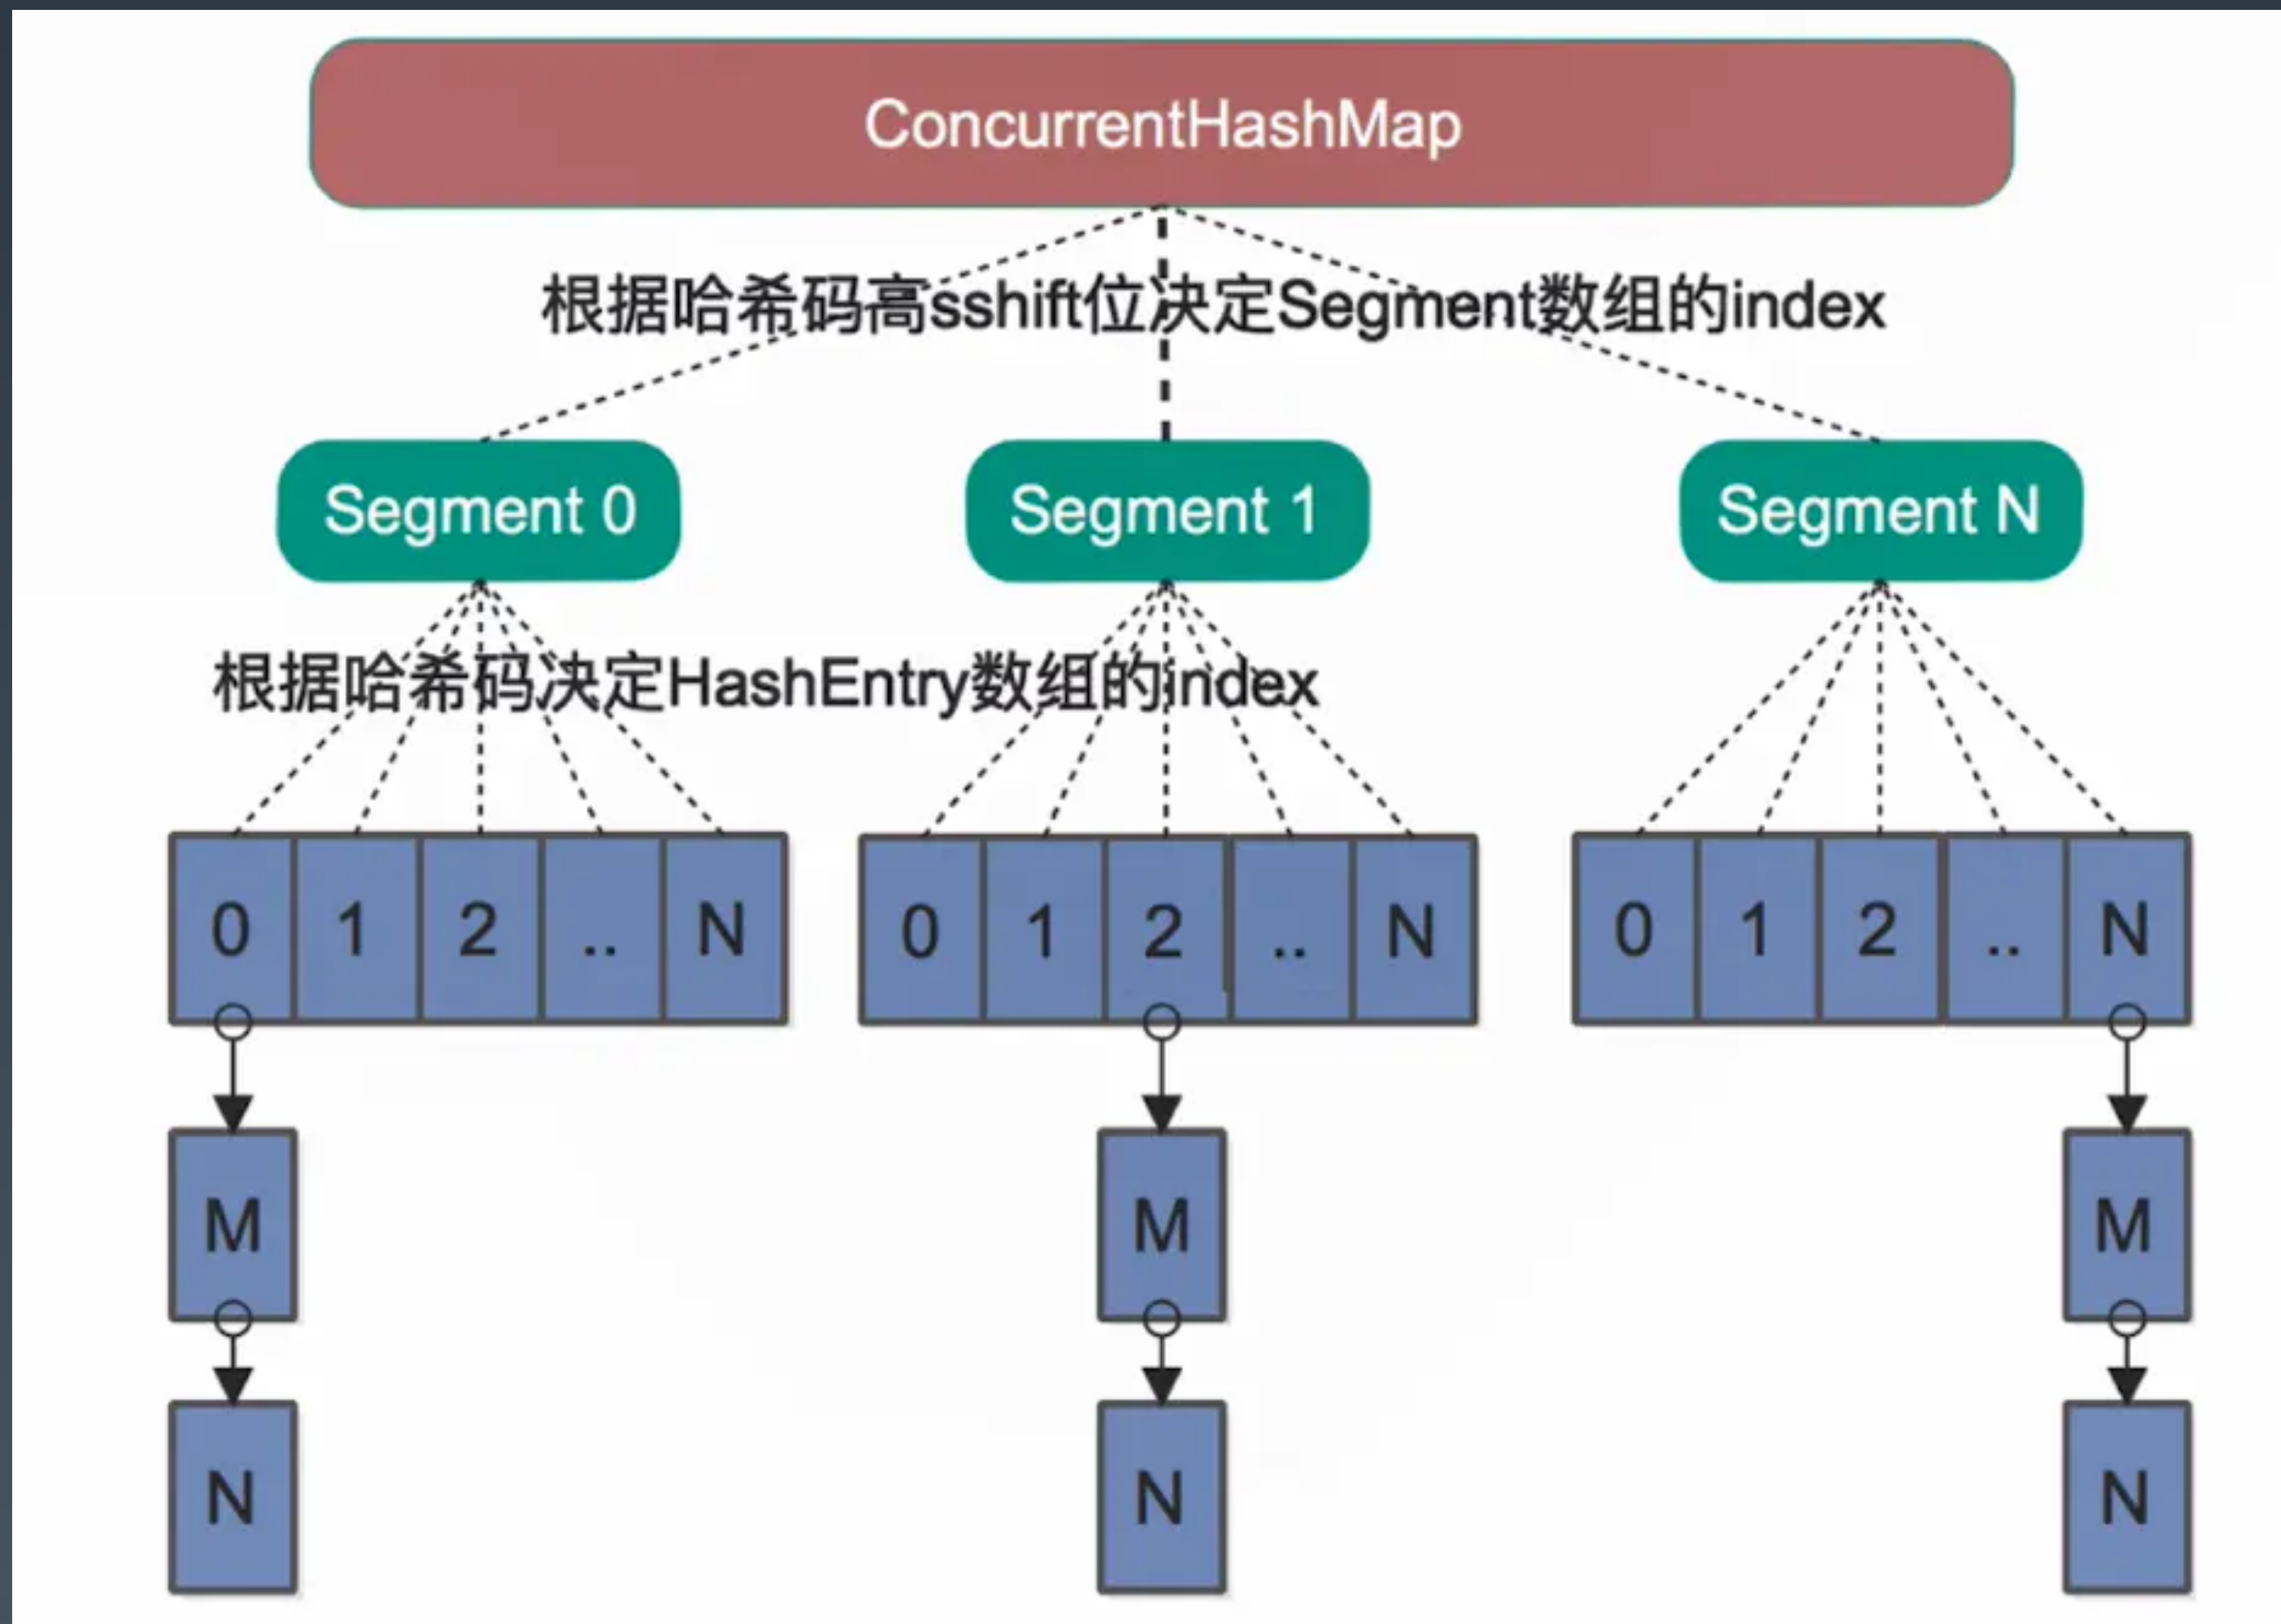 ConcurrentHashMap
根据哈希码高sshift位决定Segment数组的index
Segment 0
Segment 1
Segment N
根据哈希码决定HashEntry数组的index
0 1 2 .. N
0 1 2 .. N
0 1 2 .. N
M
M
M
N
N
N